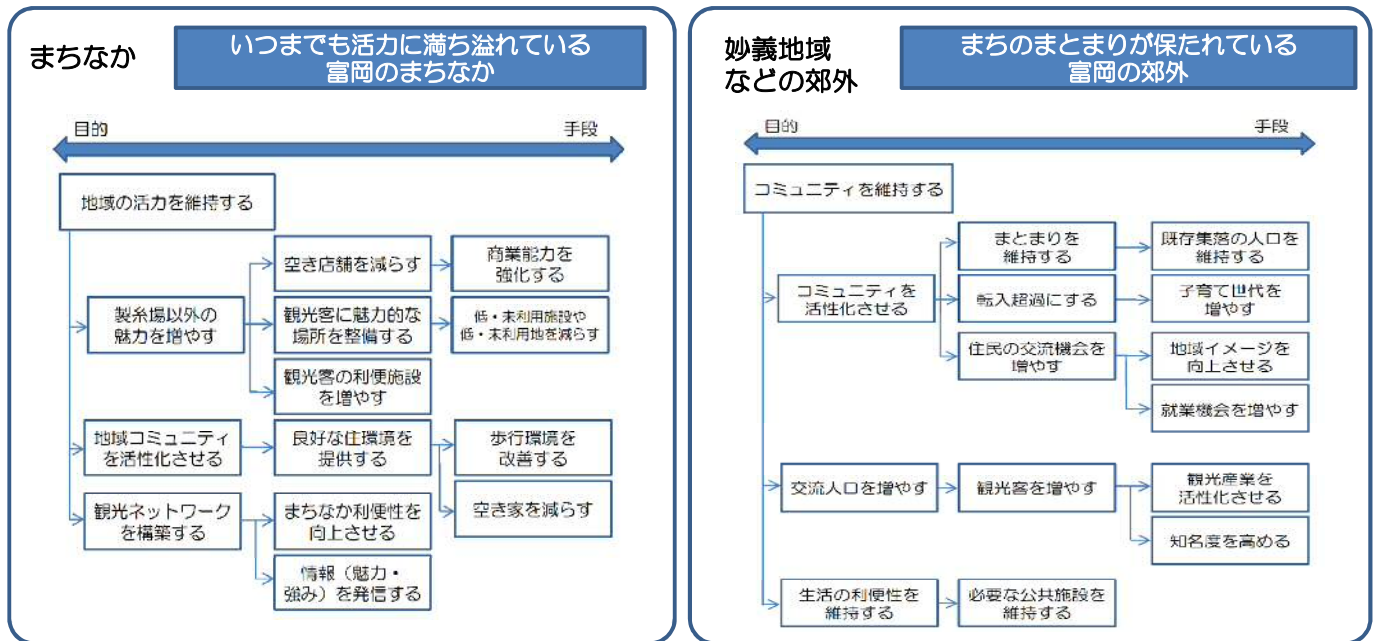 まちなか
いつまでも活力に満ち溢れている
富岡のまちなか
目的
手段
地域の活力を維持する
製糸場以外の
魅力を増やす
空き店舗を減らす
商業能力を
強化する
観光客に魅力的な
場所を整備する
低・未利用施設や
低・未利用地を減らす
観光客の利便施設
を増やす
地域コミュニティ
を活性化させる
良好な住環境を
提供する
歩行環境を
改善する
空き家を減らす
観光ネットワーク
を構築する
まちなか利便性を
向上させる
情報（魅力・
強み）を発信する
妙義地域
などの郊外
まちのまとまりが保たれている
富岡の郊外
目的
手段
コミュニティを維持する
コミュニティを
活性化させる
まとまりを
維持する
既存集落の人口を
維持する
転入超過にする
子育て世代を
増やす
住民の交流機会を
増やす
地域イメージを
向上させる
就業機会を増やす
交流人口を増やす
観光客を増やす
観光産業を
活性化させる
知名度を高める
生活の利便性を
維持する
必要な公共施設を
維持する